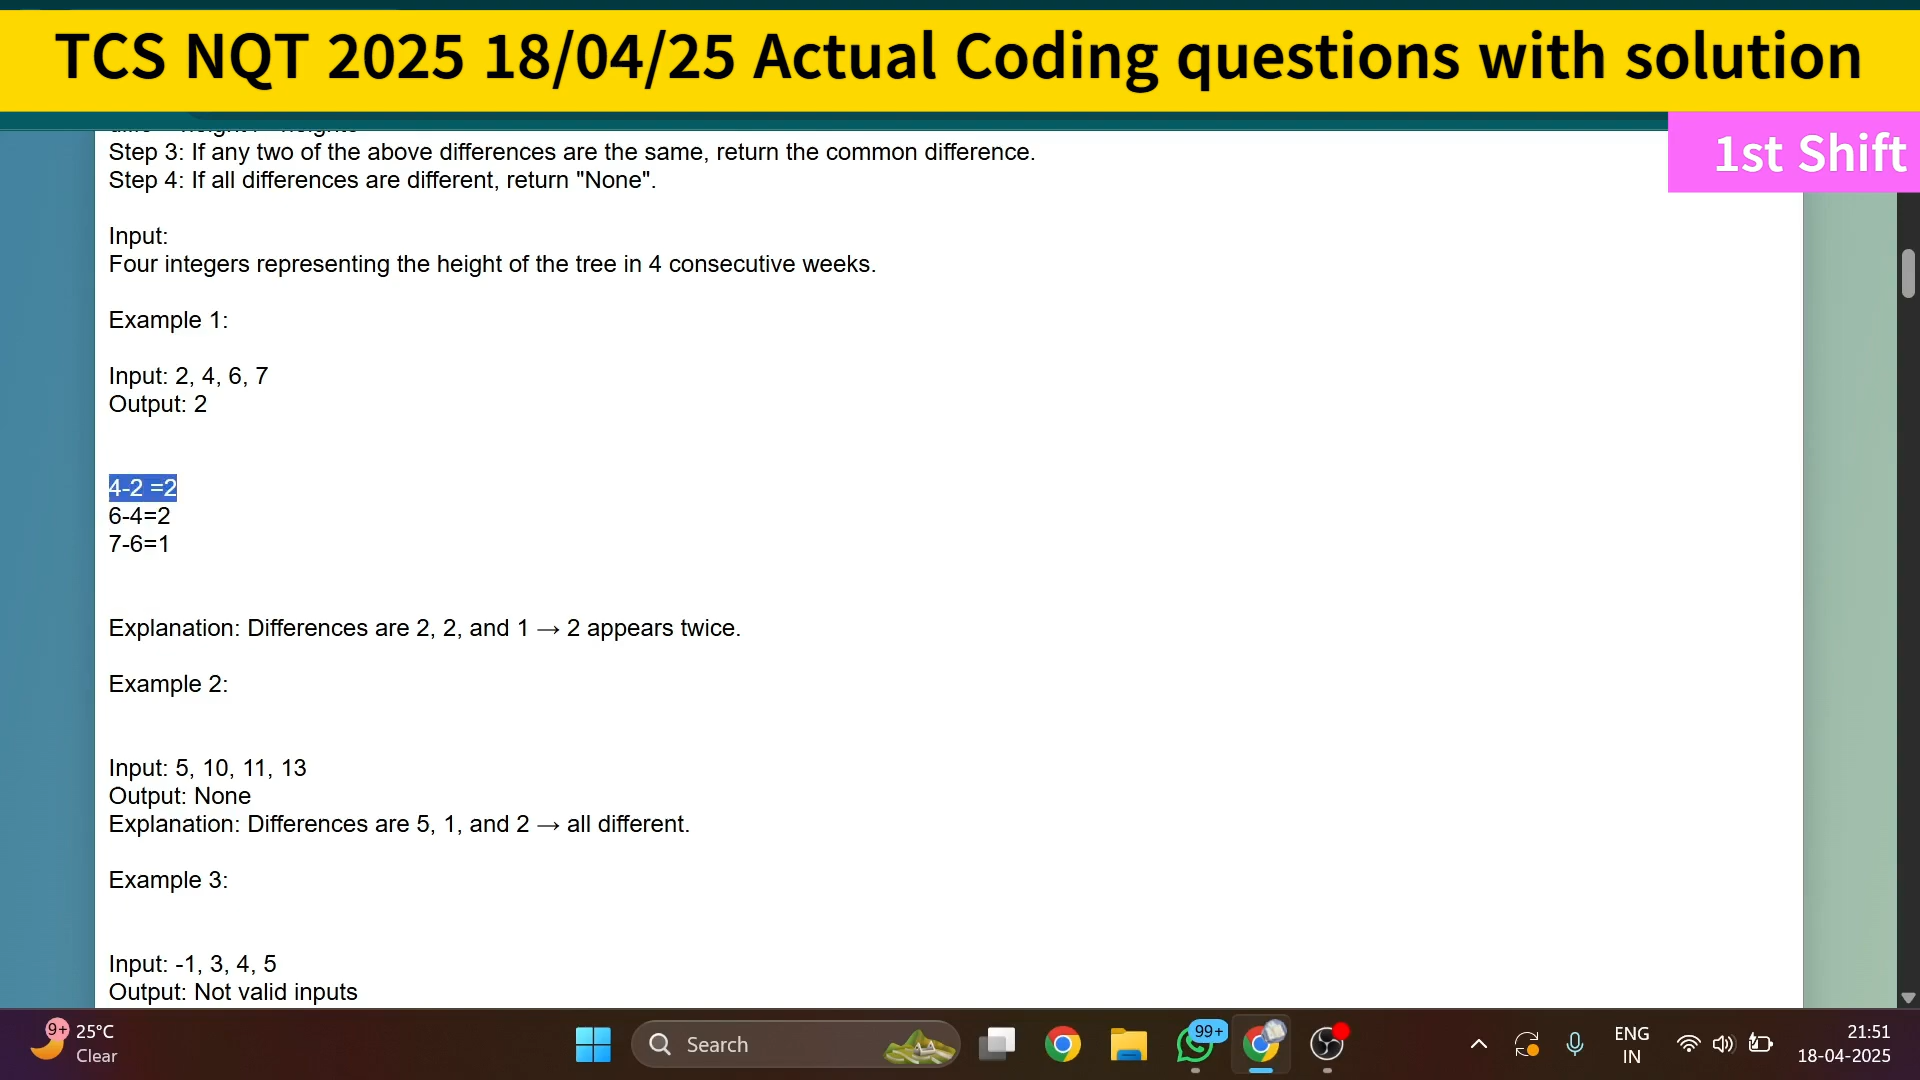 TCS NQT 2025 18/04/25 Actual Coding questions with solution
1st Shift
Step 3: If any two of the above differences are the same, return the common difference.
Step 4: If all differences are different, return "None".
Input:
Four integers representing the height of the tree in 4 consecutive weeks.
Example 1:
Input: 2, 4, 6, 7
Output: 2
4-2 =2
6-4=2
7-6=1
Explanation: Differences are 2, 2, and 1 → 2 appears twice.
Example 2:
Input: 5, 10, 11, 13
Output: None
Explanation: Differences are 5, 1, and 2 → all different.
Example 3:
Input: -1, 3, 4, 5
Output: Not valid inputs
9+
25°C
Clear
Search
99+
ENG
IN
21:51
18-04-2025